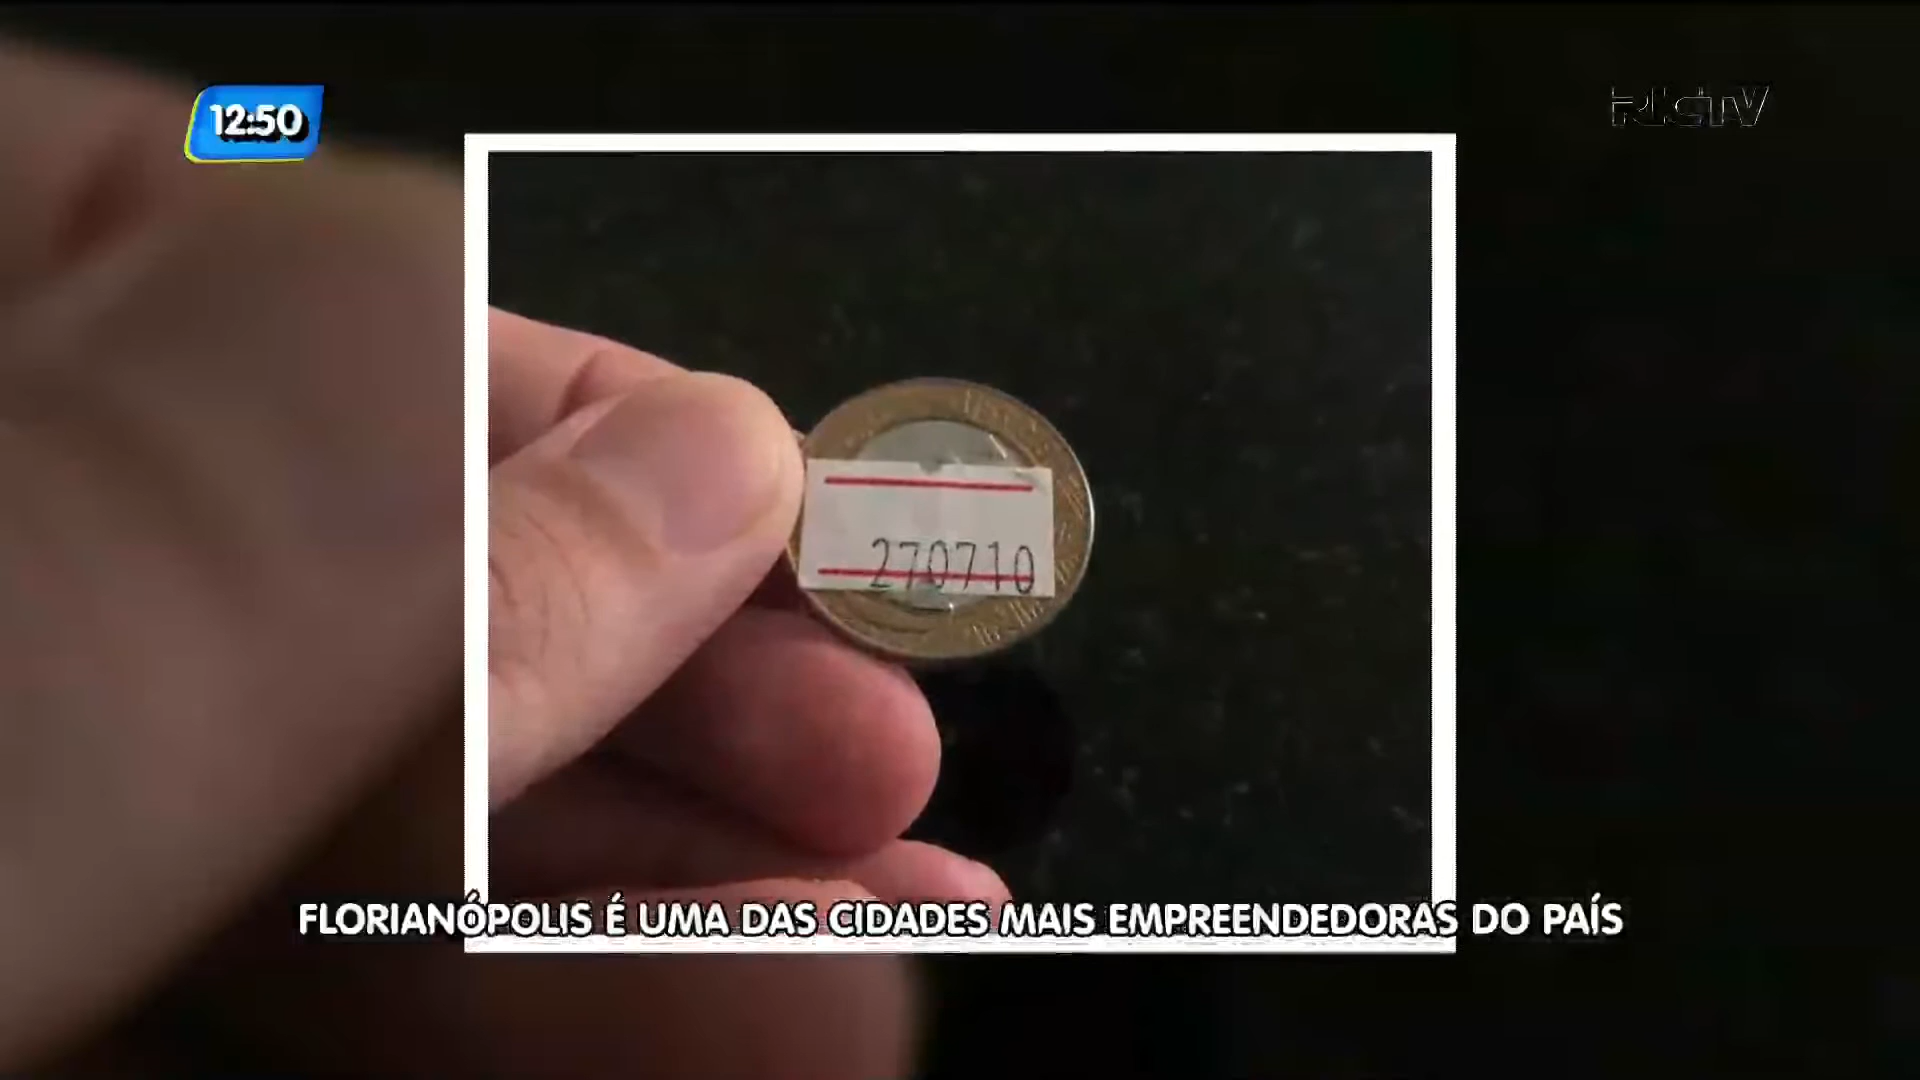 12:50
RICTV
270710
FLORIANÓPOLIS É UMA DAS CIDADES MAIS EMPREENDEDORAS DO PAÍS